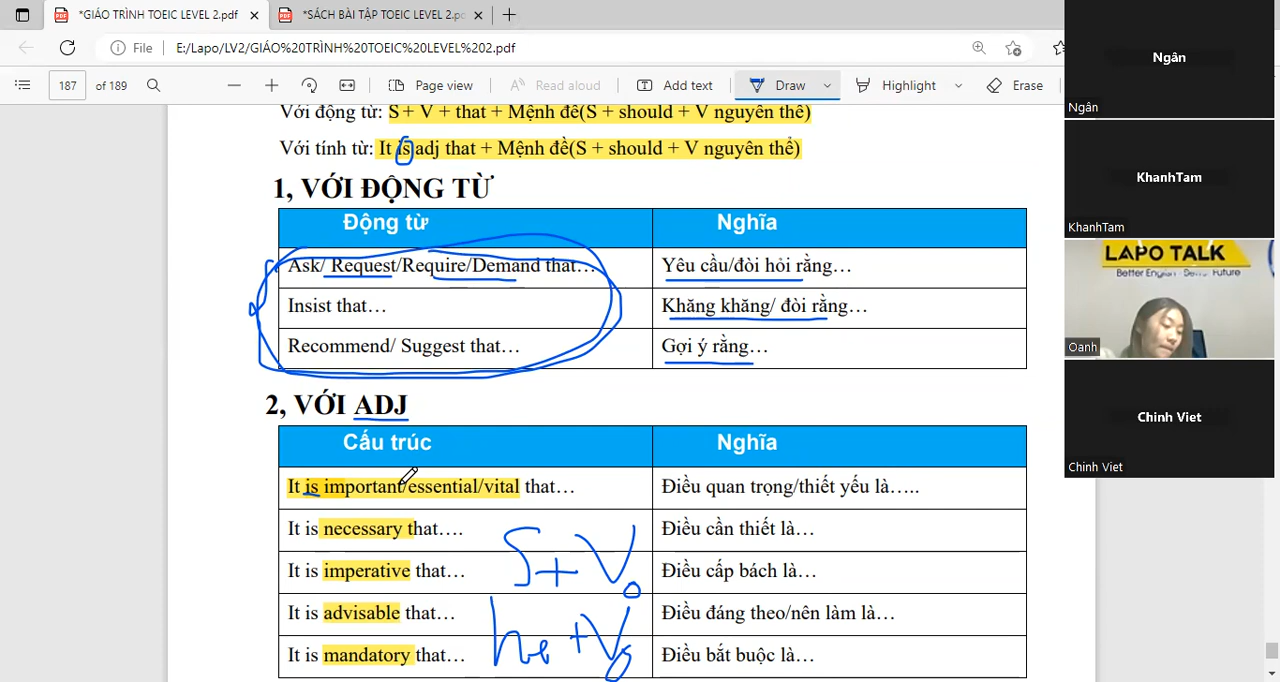 *GIÁO TRÌNH TOEIC LEVEL 2.pdf
*SÁCH BÀI TẬP TOEIC LEVEL 2.pc
File
E:/Lapo/LV2/GIÁO%20TRÌNH%20TOEIC%20LEVEL%202.pdf
187 of 189
Page view
Read aloud
Add text
Draw
Highlight
Erase
Với động từ: S + V + that + Mệnh đề(S + should + V nguyên thể)
Với tính từ: It is adj that + Mệnh đề(S + should + V nguyên thể)
1, VỚI ĐỘNG TỪ
Động từ Nghĩa
Ask/ Request/Require/Demand that… Yêu cầu/đòi hỏi rằng…
Insist that… Khăng khăng/ đòi rằng…
Recommend/ Suggest that… Gợi ý rằng…
2, VỚI ADJ
Cấu trúc Nghĩa
It is important/essential/vital that… Điều quan trọng/thiết yếu là…..
It is necessary that…. Điều cần thiết là…
It is imperative that… Điều cấp bách là…
It is advisable that… Điều đáng theo/nên làm là…
It is mandatory that… Điều bắt buộc là…
S + V
he + V
Ngân
Ngân
KhanhTam
KhanhTam
LAPO TALK
Oanh
Chinh Viet
Chinh Viet